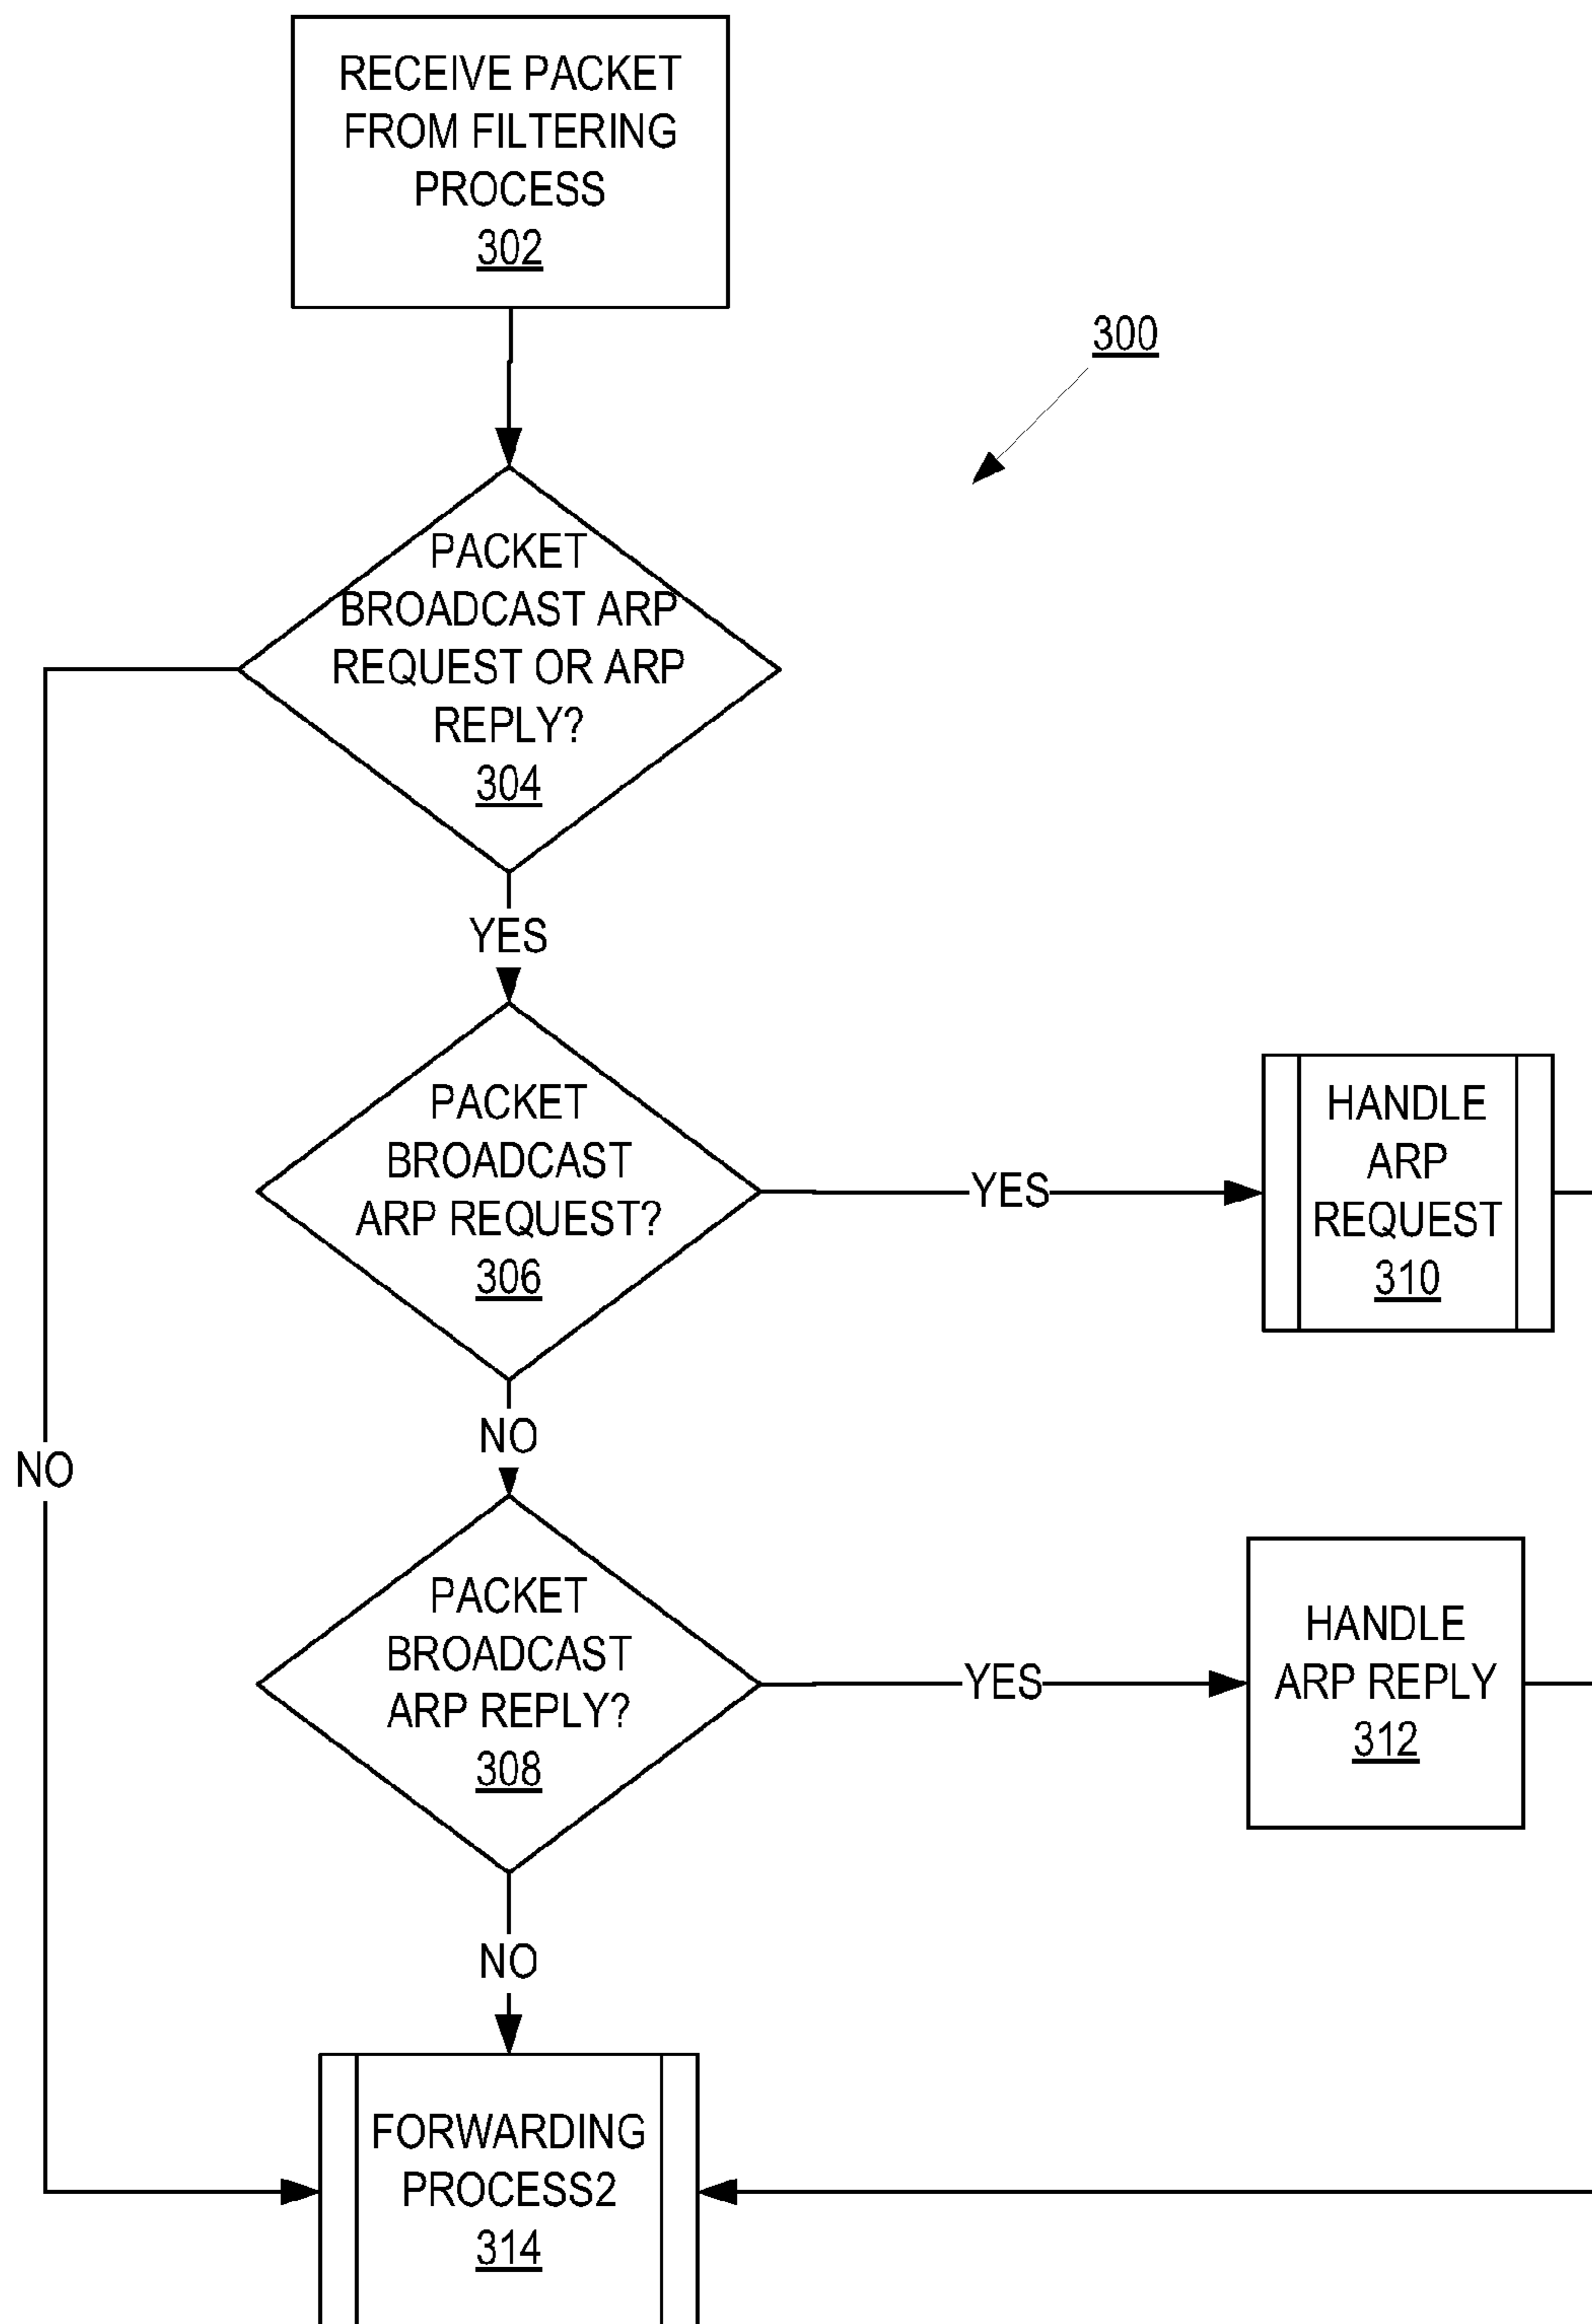 RECEIVE PACKET
FROM FILTERING
PROCESS
302
300
PACKET
BROADCAST ARP
REQUEST OR ARP
REPLY?
304
YES
PACKET
BROADCAST
ARP REQUEST?
306
YES
HANDLE
ARP
REQUEST
310
NO
NO
PACKET
BROADCAST
ARP REPLY?
308
YES
HANDLE
ARP REPLY
312
NO
FORWARDING
PROCESS2
314